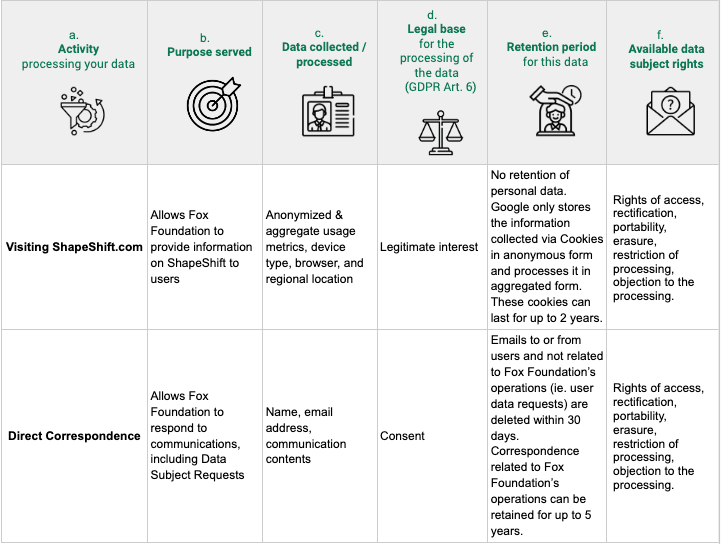 a.
Activity
processing your data
b.
Purpose served
c.
Data collected /
processed
d.
Legal base
for the
processing of
the data
(GDPR Art. 6)
e.
Retention period
for this data
f.
Available data
subject rights
?
Visiting ShapeShift.com
Allows Fox
Foundation to
provide information
on ShapeShift to
users
Anonymized &
aggregate usage
metrics, device
type, browser, and
regional location
Legitimate interest
No retention of
personal data.
Google only stores
the information
collected via Cookies
in anonymous form
and processes it in
aggregated form.
These cookies can
last for up to 2 years.
Rights of access,
rectification,
portability,
erasure,
restriction of
processing,
objection to the
processing.
Direct Correspondence
Allows Fox
Foundation to
respond to
communications,
including Data
Subject Requests
Name, email
address,
communication
contents
Consent
Emails to or from
users and not related
to Fox Foundation's
operations (ie. user
data requests) are
deleted within 30
days.
Correspondence
related to Fox
Foundation's
operations can be
retained for up to 5
years.
Rights of access,
rectification,
portability,
erasure,
restriction of
processing,
objection to the
processing.